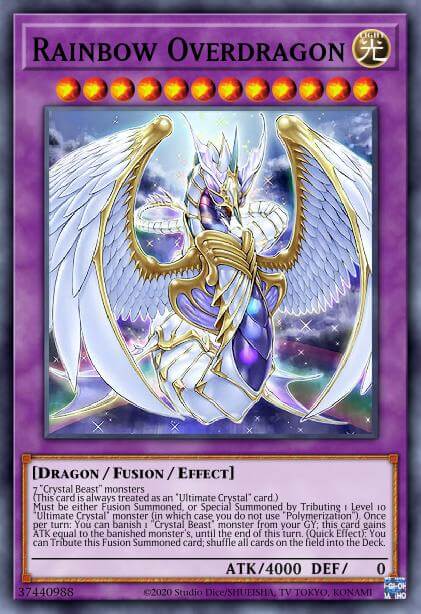 RAINBOW OVERDRAGON
LIGHT
光
[DRAGON / FUSION / EFFECT]
7 "Crystal Beast" monsters
(This card is always treated as an "Ultimate Crystal" card.)
Must be either Fusion Summoned, or Special Summoned by Tributing 1 Level 10
"Ultimate Crystal" monster (in which case you do not use "Polymerization"). Once
per turn: You can banish 1 "Crystal Beast" monster from your GY; this card gains
ATK equal to the banished monster's, until the end of this turn. (Quick Effect): You
can Tribute this Fusion Summoned card; shuffle all cards on the field into the Deck.
ATK/4000 DEF/ 0
37440988
©2020 Studio Dice/SHUEISHA, TV TOKYO, KONAMI